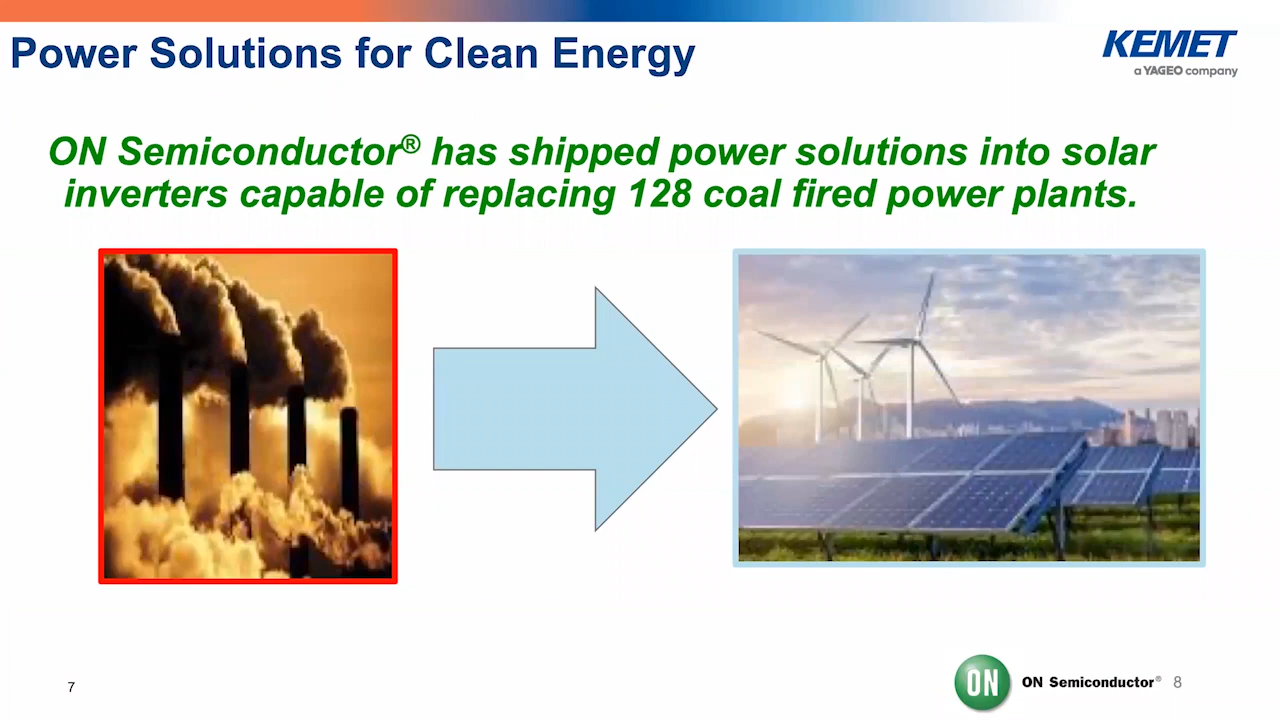 Power Solutions for Clean Energy
KEMET
a YAGEO company
ON Semiconductor® has shipped power solutions into solar
inverters capable of replacing 128 coal fired power plants.
7
ON
ON Semiconductor®
8